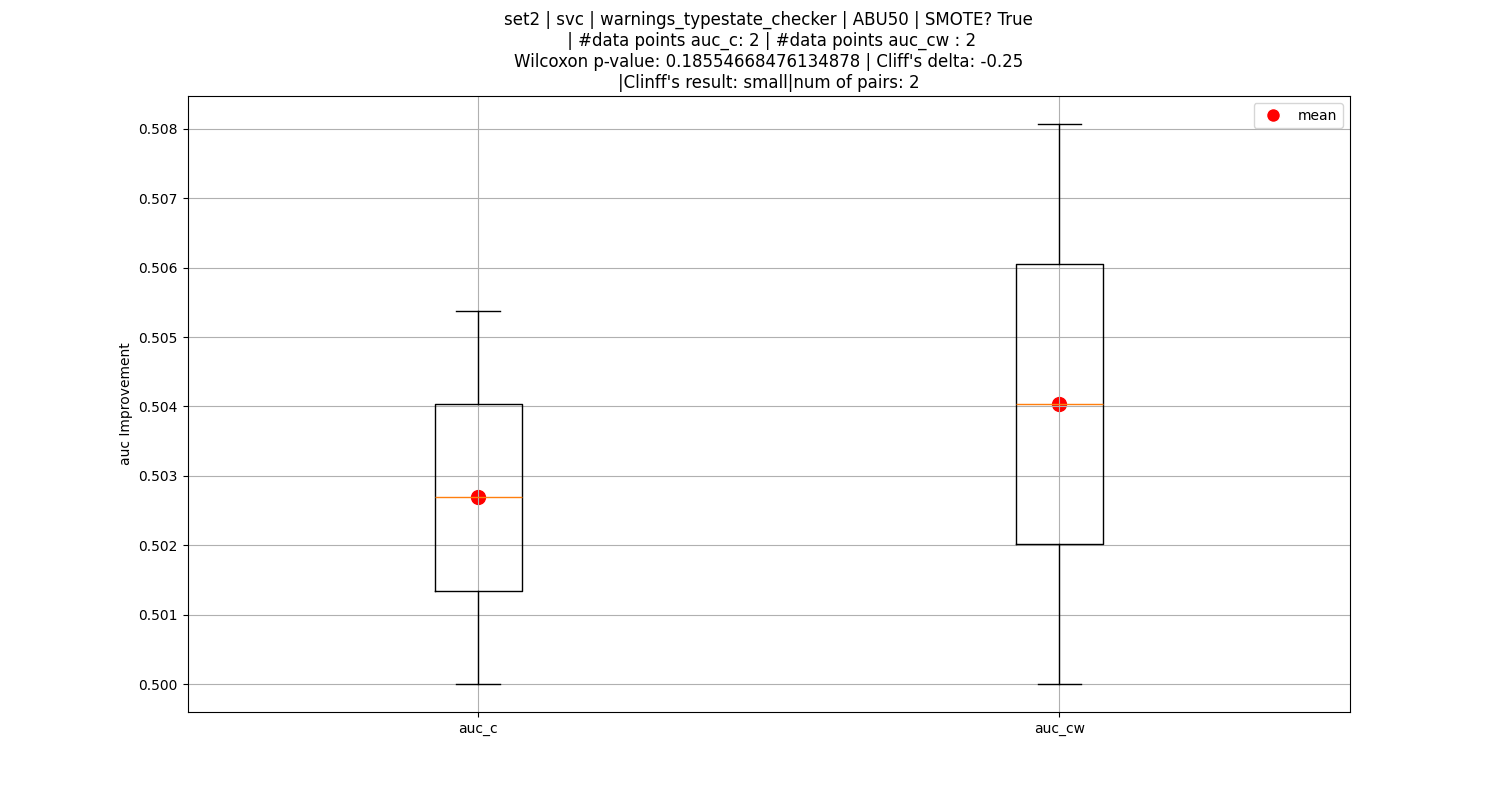 set2 | svc | warnings_typestate_checker | ABU50 | SMOTE? True
| #data points auc_c: 2 | #data points auc_cw : 2
Wilcoxon p-value: 0.18554668476134878 | Cliff's delta: -0.25
|Clinff's result: small|num of pairs: 2
mean
0.508
0.507
0.506
0.505
0.504
0.503
0.502
0.501
0.500
auc Improvement
auc_c
auc_cw